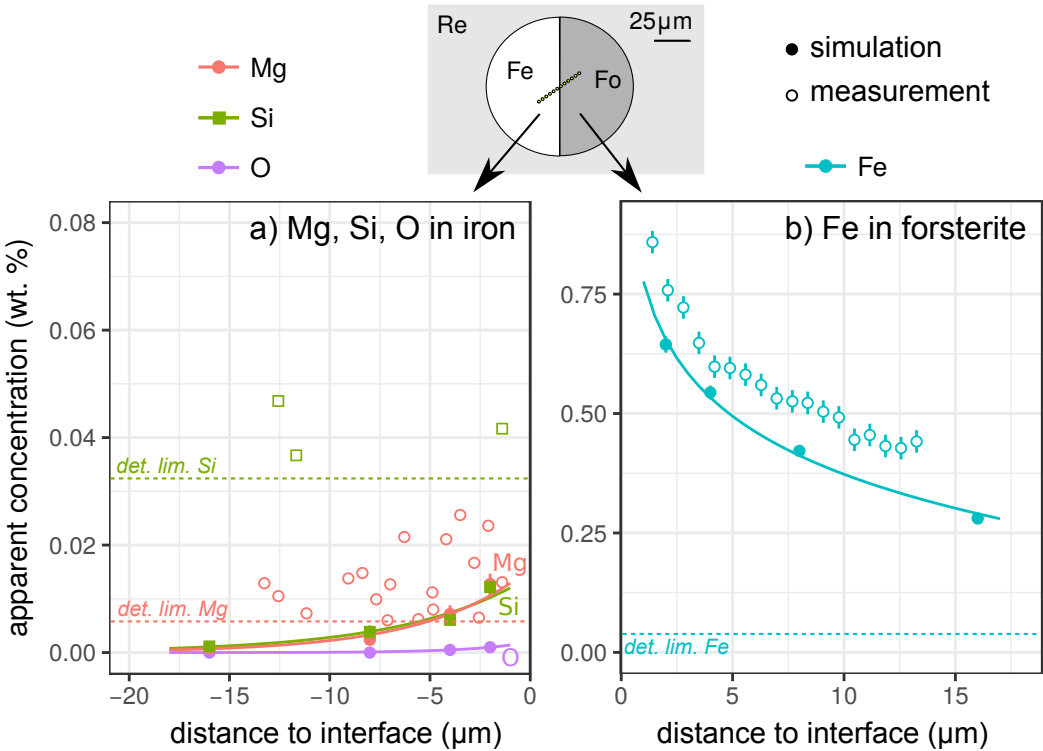 Re
25µm
Fe
Fo
Mg
Si
O
simulation
measurement
Fe
apparent concentration (wt. %)
a) Mg, Si, O in iron
0.08
0.06
0.04
0.02
0.00
det. lim. Si
det. lim. Mg
Mg
Si
O
−20
−15
−10
−5
0
distance to interface (µm)
b) Fe in forsterite
0.75
0.50
0.25
0.00
det. lim. Fe
0
5
10
15
distance to interface (µm)